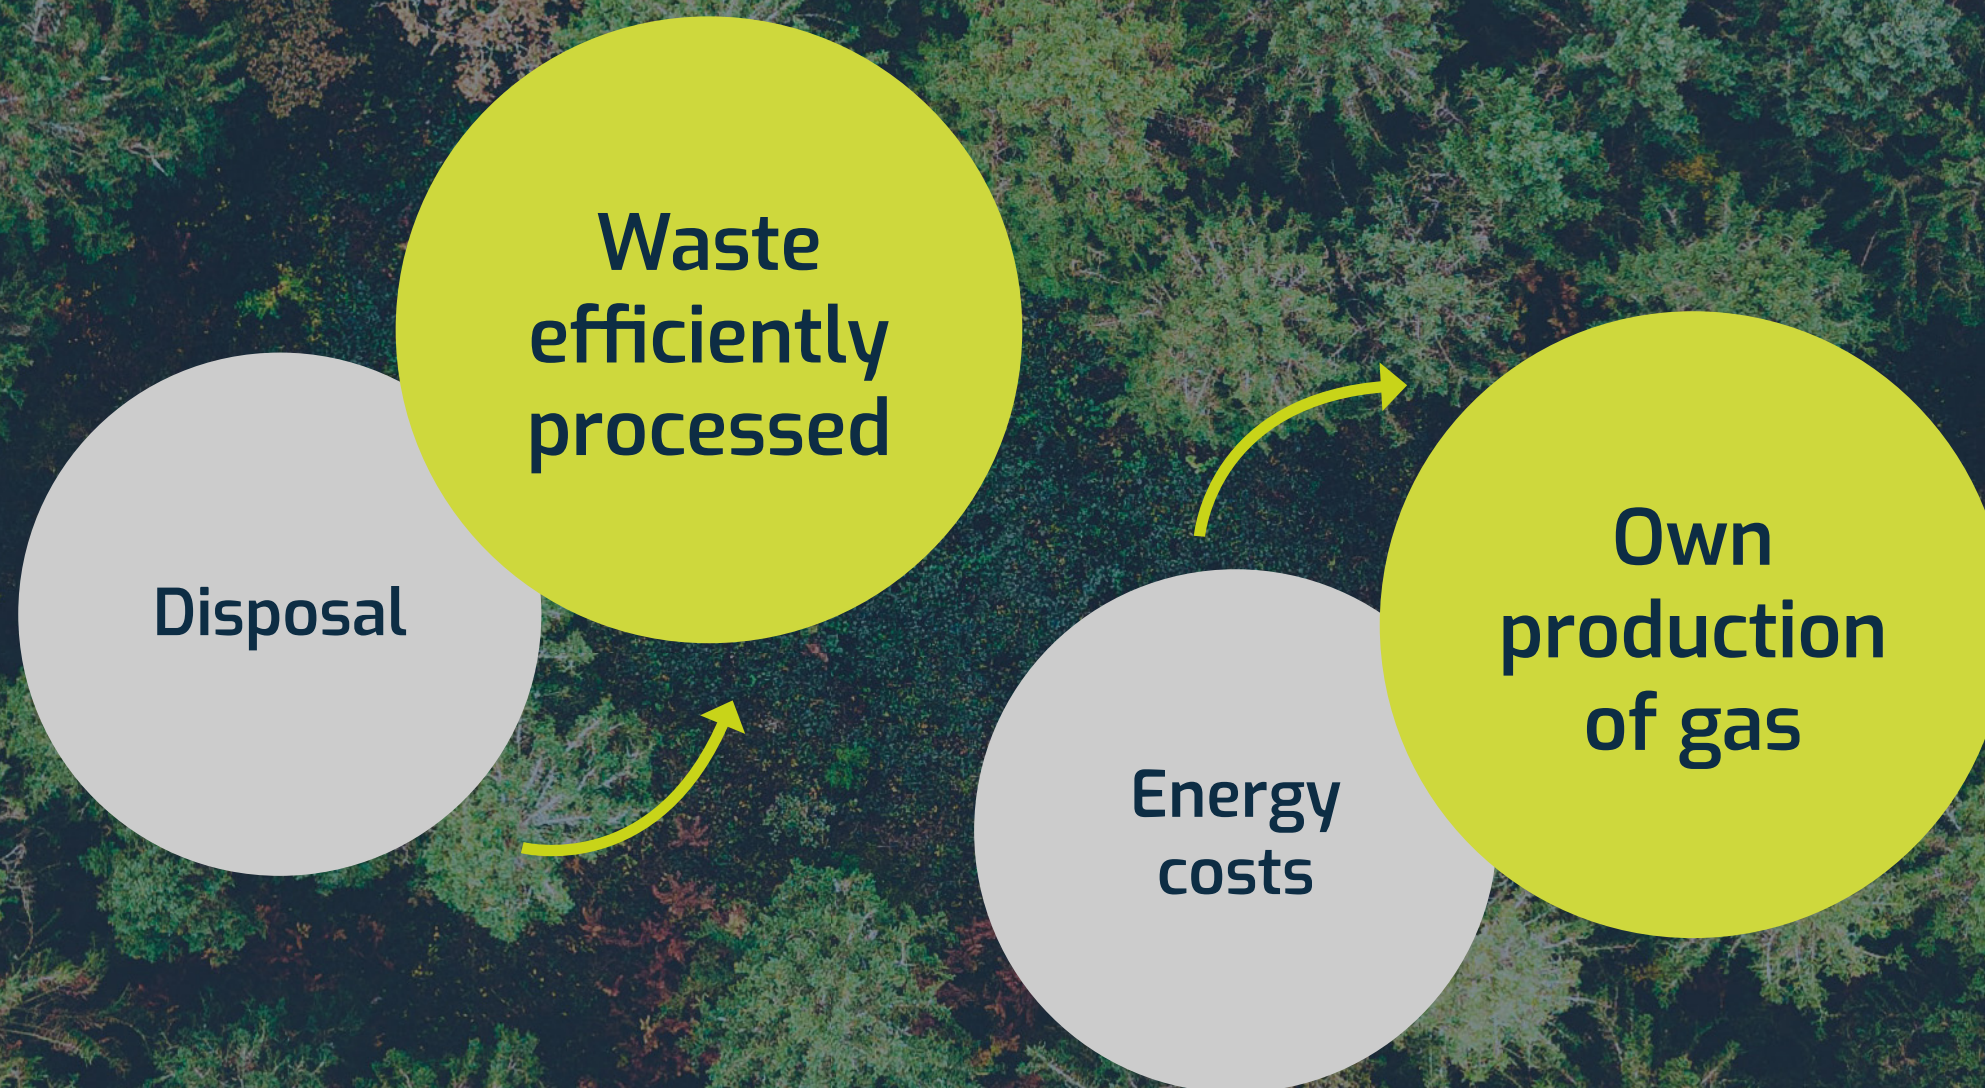 Waste
efficiently
processed
Disposal
Own
production
of gas
Energy
costs